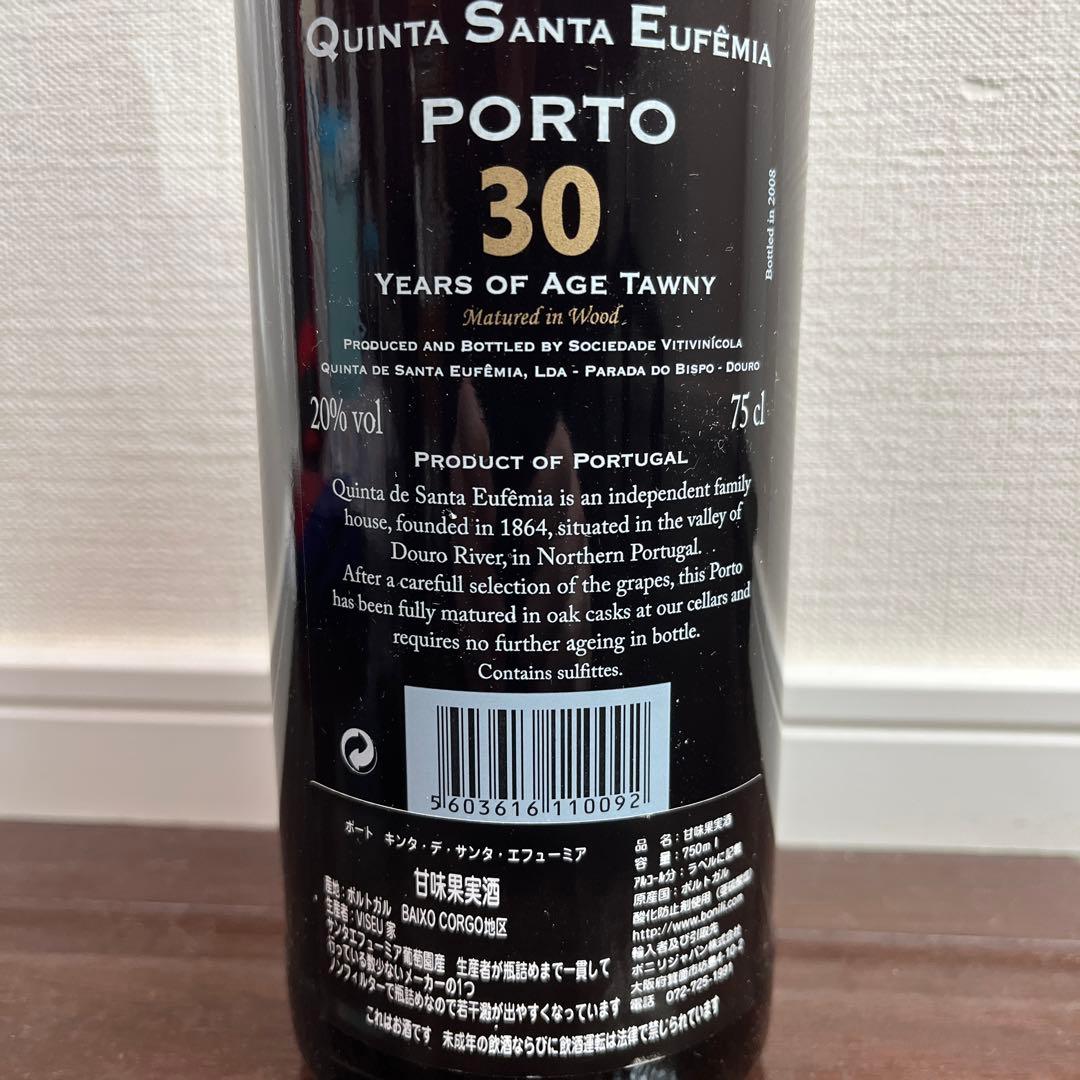 QUINTA SANTA EUFÊMIA
PORTO
30
YEARS OF AGE TAWNY
Matured in Wood
PRODUCED AND BOTTLED BY SOCIEDADE VITIVINÍCOLA
QUINTA DE SANTA EUFÊMIA, LDA - PARADA DO BISPO - DOURO
Bottled in 2008
20% vol
75 cl
PRODUCT OF PORTUGAL
Quinta de Santa Eufêmia is an independent family
house, founded in 1864, situated in the valley of
Douro River, in Northern Portugal.
After a carefull selection of the grapes, this Porto
has been fully matured in oak casks at our cellars and
requires no further ageing in bottle.
Contains sulfittes.
5 603616 110092
ポート キンタ・デ・サンタ・エフューミア
甘味果実酒
産地:ポルトガル BAIXO CORGO地区
生産者:VISEU 家
サンタエフューミア葡萄園産 生産者が瓶詰めまで一貫して
行っている数少ないメーカーの1つ
ノンフィルターで瓶詰めなので若干澱が出やすくなっています
品 名:甘味果実酒
容 量:750ml
アルコール分:ラベルに記載
原産国:ポルトガル
酸化防止剤使用
http://www.bonili.com
輸入者及び引取先
ボニリジャパン株式会社
大阪府箕面市坊島4-10-2
電話 072-725-1991
これはお酒です 未成年の飲酒ならびに飲酒運転は法律で禁じられています